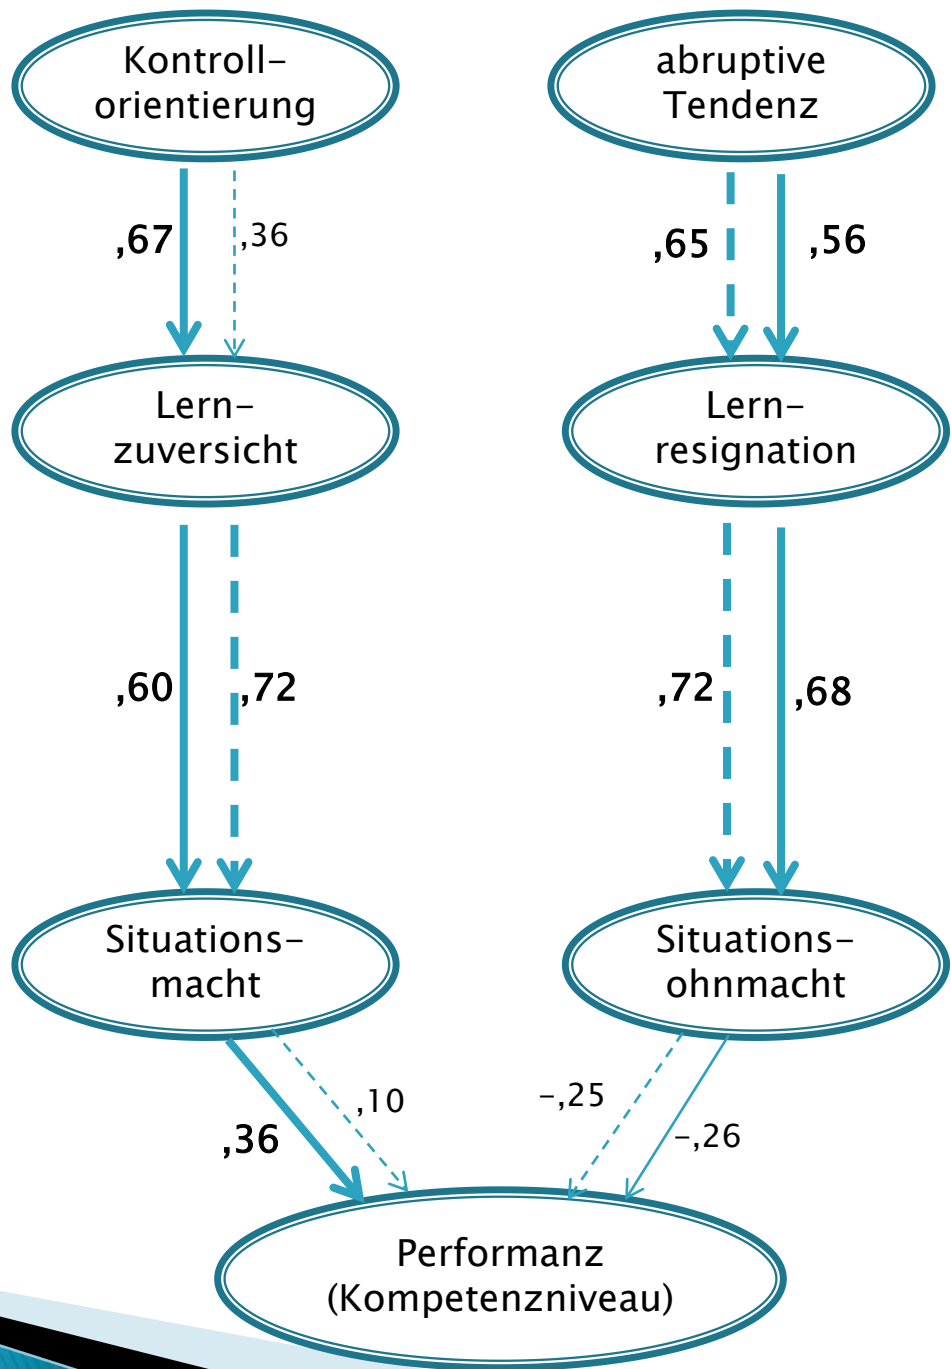 Kontroll-
orientierung
abruptive
Tendenz
,67
,36
,65
,56
Lern-
zuversicht
Lern-
resignation
,60
,72
,72
,68
Situations-
macht
Situations-
ohnmacht
,36
,10
-,25
-,26
Performanz
(Kompetenzniveau)